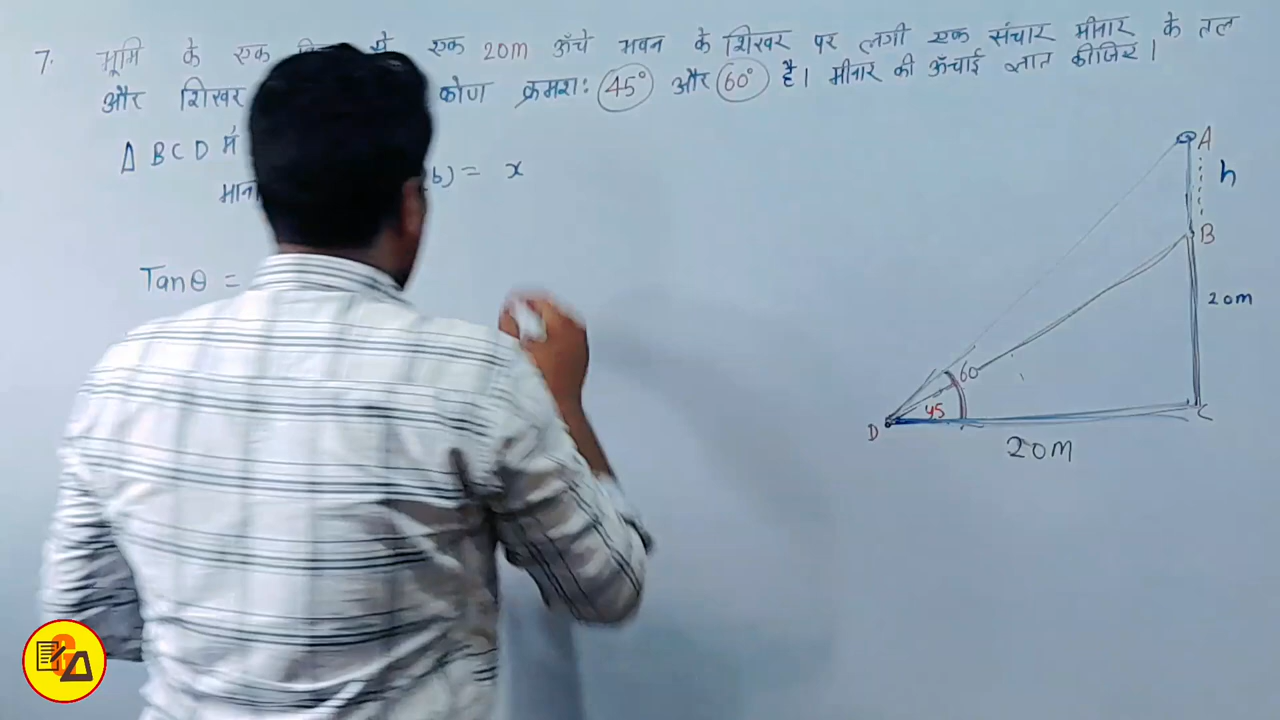 7. भूमि के एक एक 20m ऊँचे भवन के शिखर पर लगी एक संचार मीनार के तल
और शिखर कोण क्रमशः 45° और 60° है। मीनार की ऊँचाई ज्ञात कीजिए।
Δ BCD में
b) = x
Tanθ =
A
h
B
20m
60
45
D
C
20m